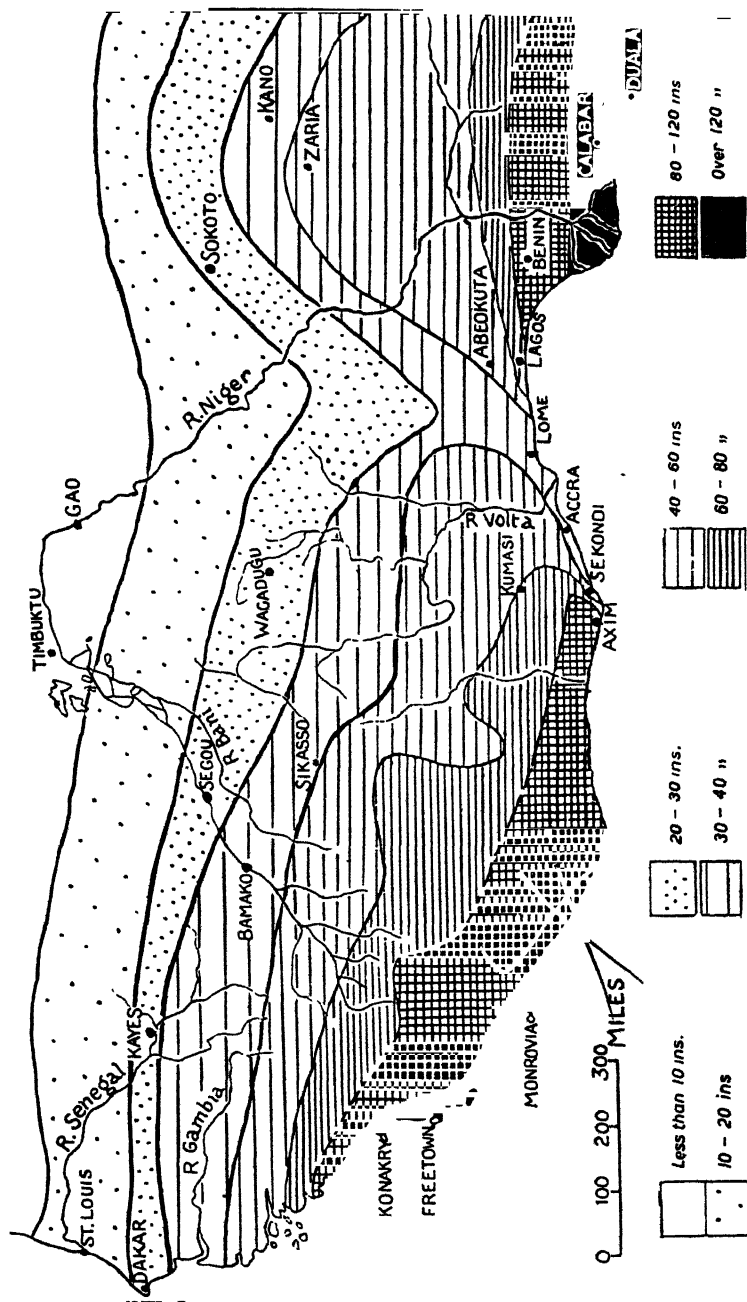 TIMBUKTU
GAO
ST. LOUIS
R. Senegal
DAKAR
KAYES
R. Gambia
SEGOU
R Bani
BAMAKO
SIKASSO
WAGADUGU
R. Niger
SOKOTO
KANO
ZARIA
R Volta
KUMASI
ABEOKUTA
LAGOS
BENIN
LOME
ACCRA
SEKONDI
AXIM
CALABAR
DUALA
KONAKRY
FREETOWN
MONROVIA
0 100 200 300
MILES
Less than 10 ins.
10 - 20 ins
20 - 30 ins.
30 - 40 "
40 - 60 ins
60 - 80 "
80 - 120 ins
Over 120 "